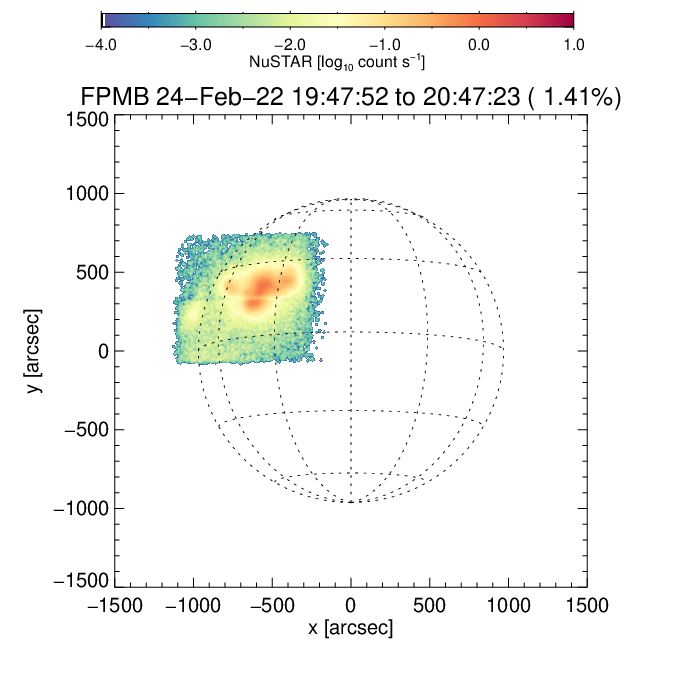 −4.0 −3.0 −2.0 −1.0 0.0 1.0
NuSTAR [log10 count s−1]
FPMB 24−Feb−22 19:47:52 to 20:47:23 ( 1.41%)
1500
1000
500
0
−500
−1000
−1500
y [arcsec]
−1500 −1000 −500 0 500 1000 1500
x [arcsec]